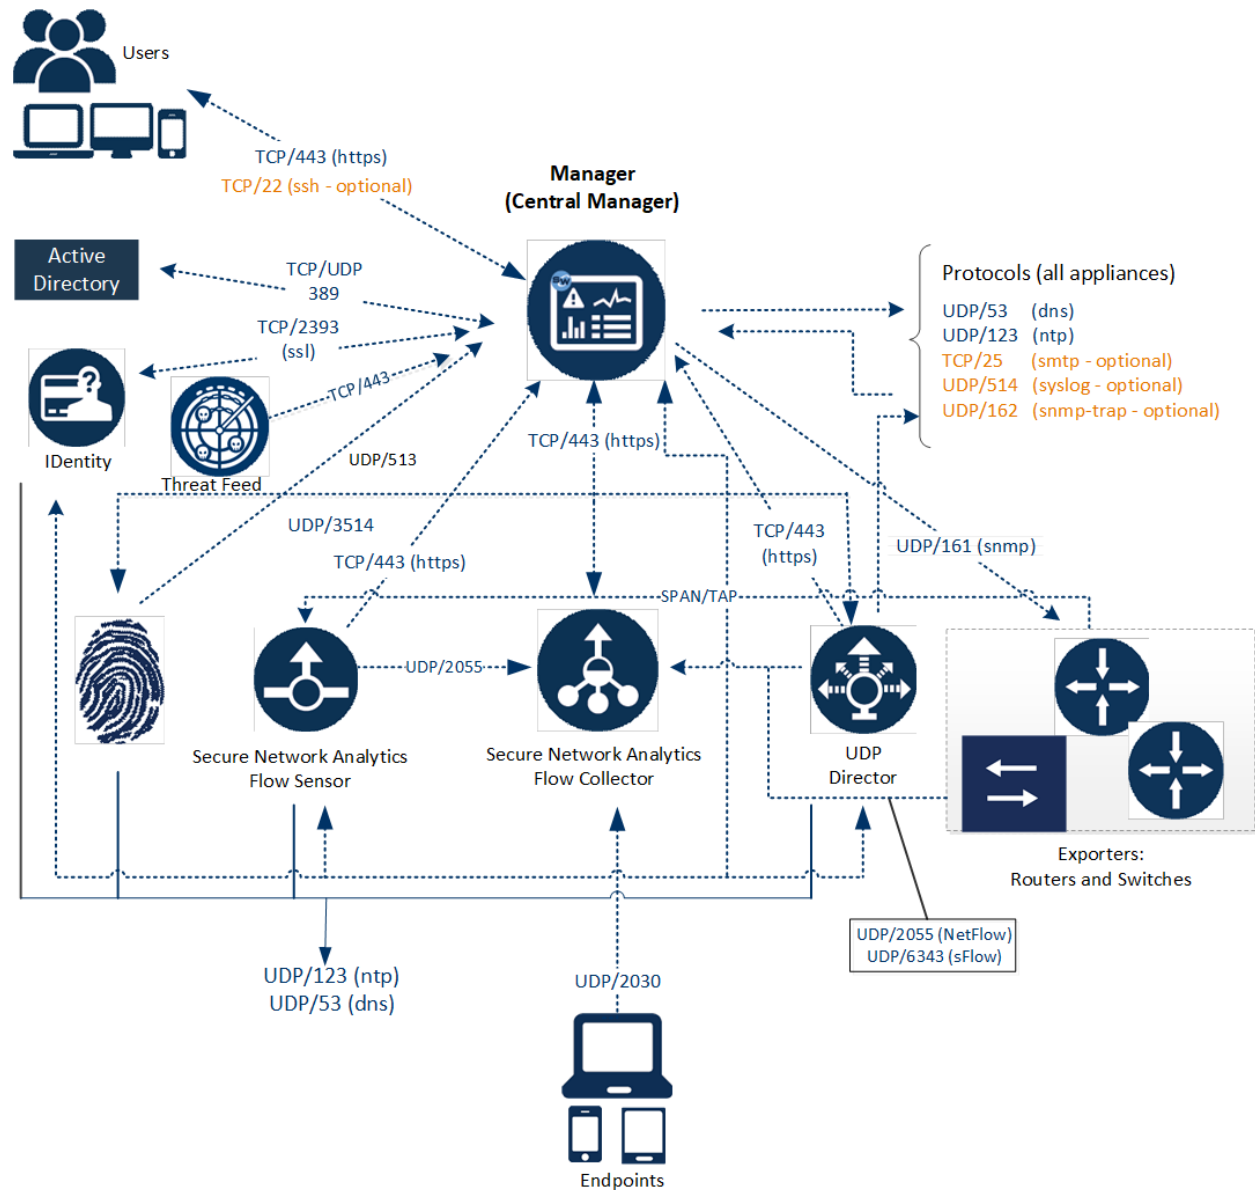 Users
TCP/443 (https)
TCP/22 (ssh - optional)
Manager
(Central Manager)
Active
Directory
TCP/UDP
389
TCP/2393
(ssl)
TCP/443
IDentity
Threat Feed
Protocols (all appliances)
UDP/53 (dns)
UDP/123 (ntp)
TCP/25 (smtp - optional)
UDP/514 (syslog - optional)
UDP/162 (snmp-trap - optional)
TCP/443 (https)
UDP/513
UDP/3514
TCP/443 (https)
TCP/443
(https)
UDP/161 (snmp)
SPAN/TAP
UDP/2055
Secure Network Analytics
Flow Sensor
Secure Network Analytics
Flow Collector
UDP
Director
Exporters:
Routers and Switches
UDP/2055 (NetFlow)
UDP/6343 (sFlow)
UDP/123 (ntp)
UDP/53 (dns)
UDP/2030
Endpoints